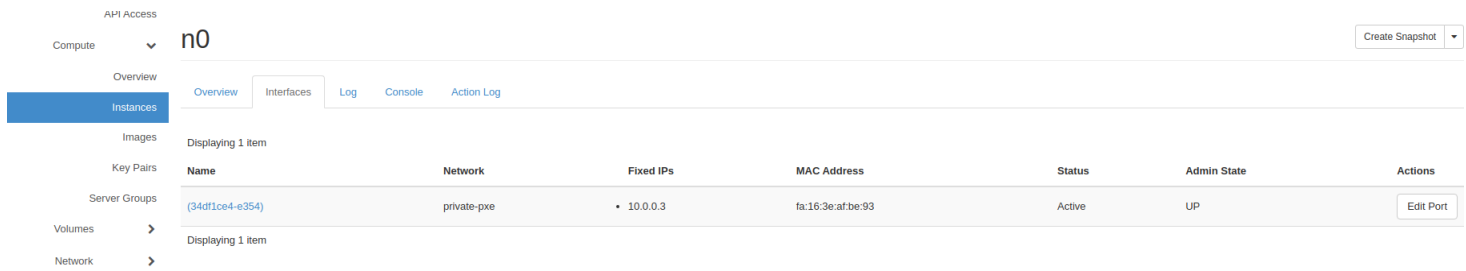 API Access
Compute
Overview
Instances
Images
Key Pairs
Server Groups
Volumes
Network
n0
Create Snapshot
Overview Interfaces Log Console Action Log
Displaying 1 item
Name Network Fixed IPs MAC Address Status Admin State Actions
(34df1ce4-e354) private-pxe • 10.0.0.3 fa:16:3e:af:be:93 Active UP Edit Port
Displaying 1 item